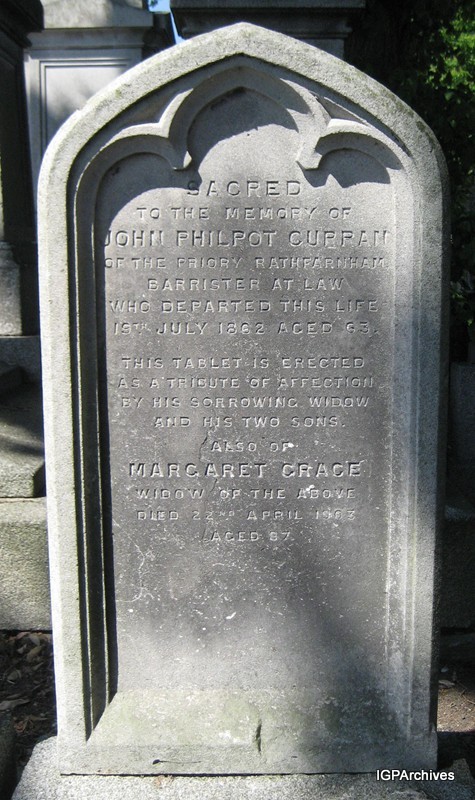 SACRED
TO THE MEMORY OF
JOHN PHILPOT CURRAN
OF THE PRIORY RATHFARNHAM
BARRISTER AT LAW
WHO DEPARTED THIS LIFE
19TH JULY 1862 AGED 63.
THIS TABLET IS ERECTED
AS A TRIBUTE OF AFFECTION
BY HIS SORROWING WIDOW
AND HIS TWO SONS.
ALSO OF
MARGARET GRACE
WIDOW OF THE ABOVE
DIED 22ND APRIL 1903
AGED 87
IGPArchives